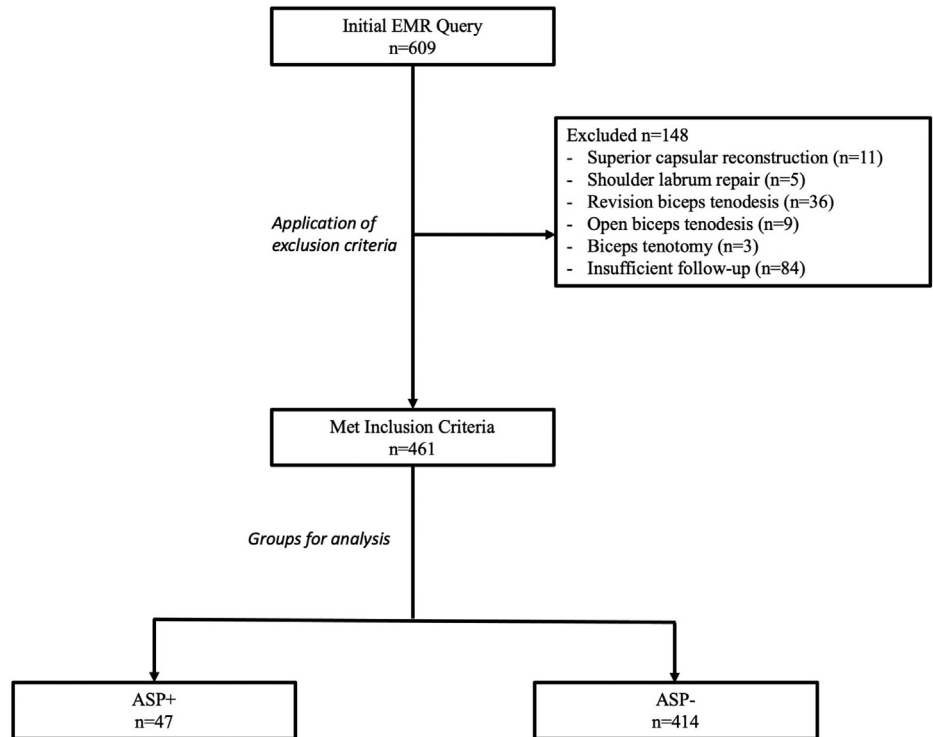 Initial EMR Query
n=609
Excluded n=148
- Superior capsular reconstruction (n=11)
- Shoulder labrum repair (n=5)
- Revision biceps tenodesis (n=36)
- Open biceps tenodesis (n=9)
- Biceps tenotomy (n=3)
- Insufficient follow-up (n=84)
Application of
exclusion criteria
Met Inclusion Criteria
n=461
Groups for analysis
ASP+
n=47
ASP-
n=414